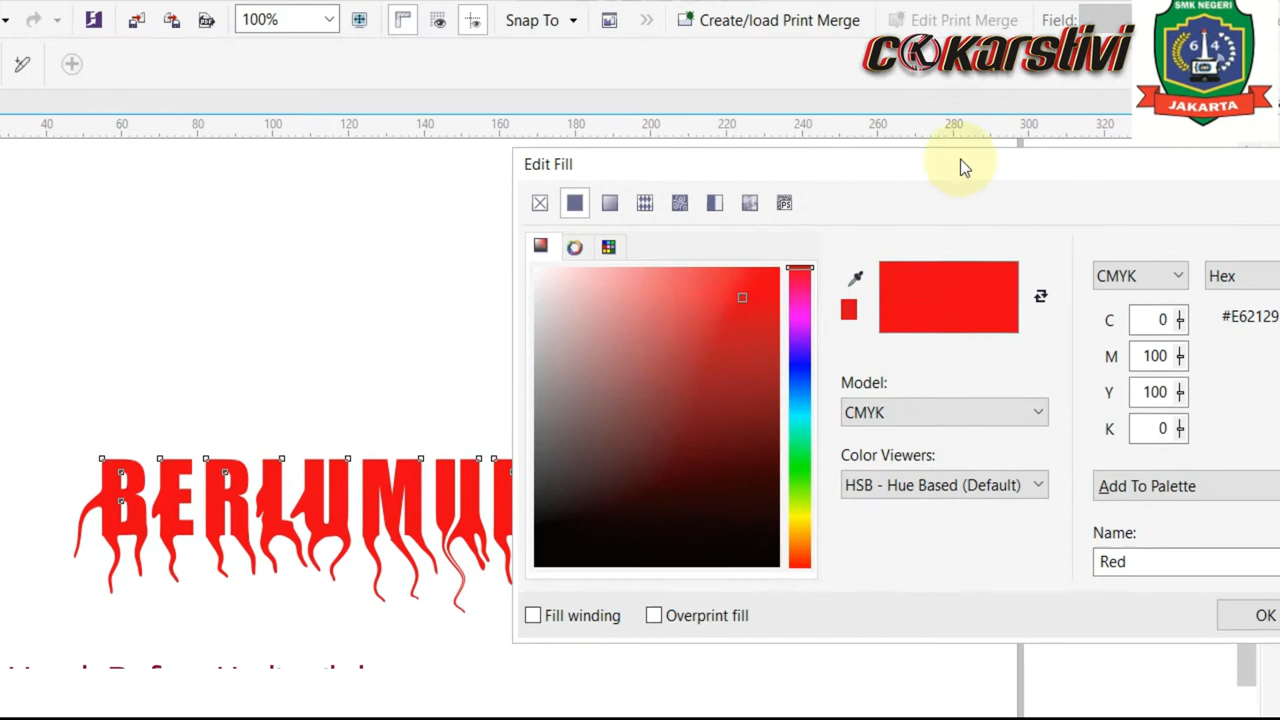 100%
Snap To
Create/load Print Merge
Edit Print Merge
Field:
SMK NEGERI
64
JAKARTA
cokarstivi
40 60 80 100 120 140 160 180 200 220 240 260 280 300 320
Edit Fill
CMYK
Hex
C 0
#E62129
M 100
Y 100
K 0
Model:
CMYK
Color Viewers:
HSB - Hue Based (Default)
Add To Palette
Name:
Red
Fill winding
Overprint fill
OK
BERLUMU